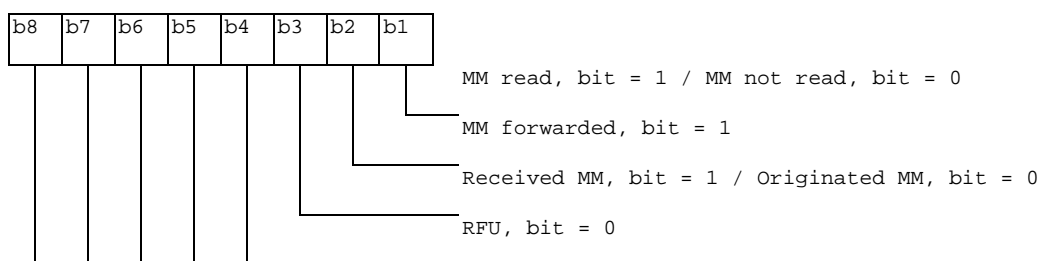 b8 b7 b6 b5 b4 b3 b2 b1
MM read, bit = 1 / MM not read, bit = 0
MM forwarded, bit = 1
Received MM, bit = 1 / Originated MM, bit = 0
RFU, bit = 0